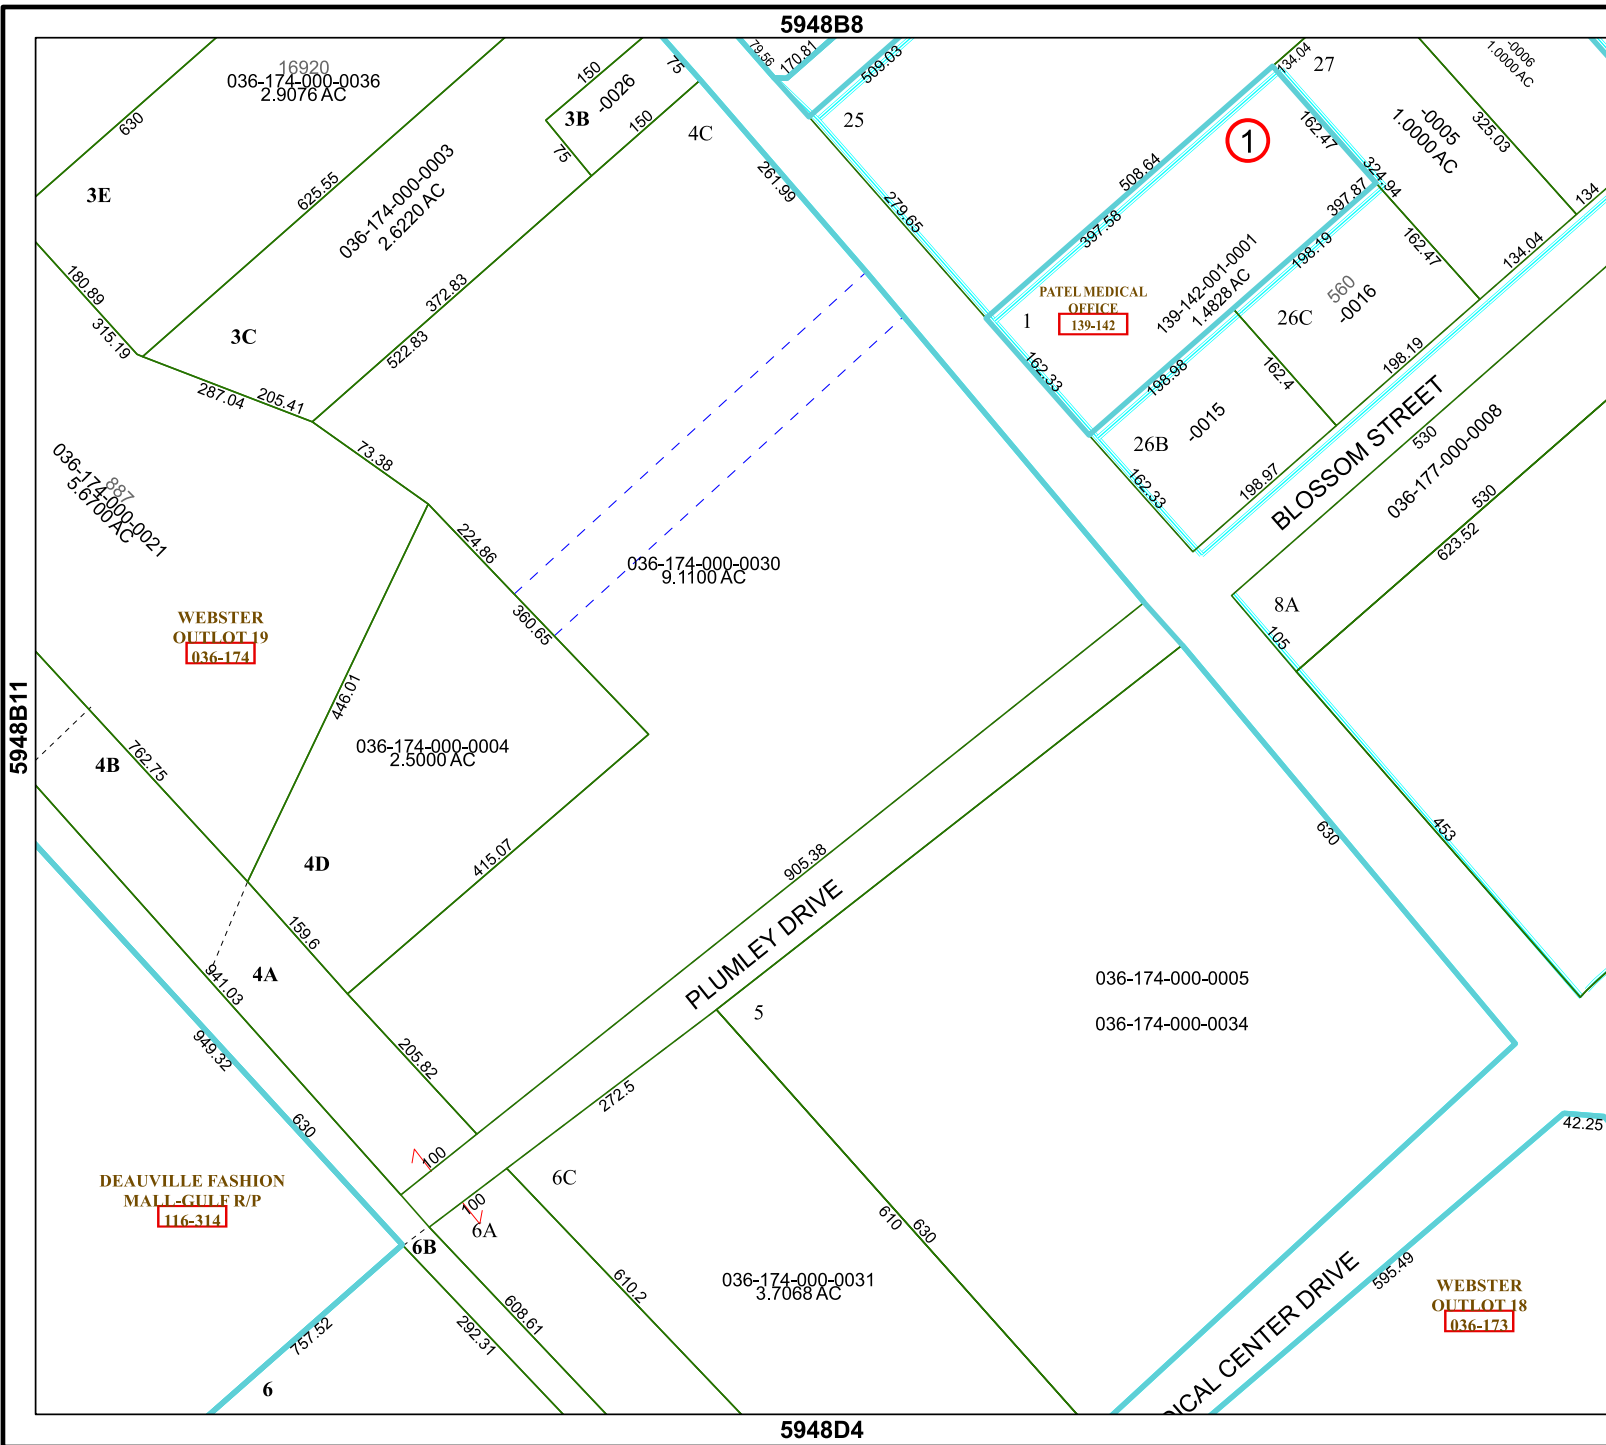 5948B8
16920
036-174-000-0036
2.9076 AC
630
3E
625.55
036-174-000-0003
2.6220 AC
150
3B
-0026
150
75
75
4C
261.99
79.56
170.81
509.03
25
279.65
134.04
27
1
162.47
324.94
508.64
397.58
397.87
-0005
1.0000 AC
325.03
-0006
1.0000 AC
134
134.04
162.47
198.19
139-142-001-0001
1.4828 AC
PATEL MEDICAL
OFFICE
139-142
1
560
26C
-0016
162.33
198.98
162.4
198.19
26B
-0015
162.33
198.97
BLOSSOM STREET
530
036-177-000-0008
530
623.52
8A
105
453
180.89
315.19
3C
372.83
522.83
287.04
205.41
73.38
036-174-000-0021
887
5.6700 AC
224.86
360.65
036-174-000-0030
9.1100 AC
WEBSTER
OUTLOT 19
036-174
446.01
5948B11
4B
762.75
036-174-000-0004
2.5000 AC
4D
415.07
905.38
PLUMLEY DRIVE
630
159.6
4A
941.03
949.32
205.82
630
5
036-174-000-0005
036-174-000-0034
272.5
100
100
6C
6A
6B
DEAUVILLE FASHION
MALL-GULF R/P
116-314
610
630
42.25
036-174-000-0031
3.7068 AC
610.2
608.61
292.31
757.52
6
595.49
DICAL CENTER DRIVE
WEBSTER
OUTLOT 18
036-173
5948D4